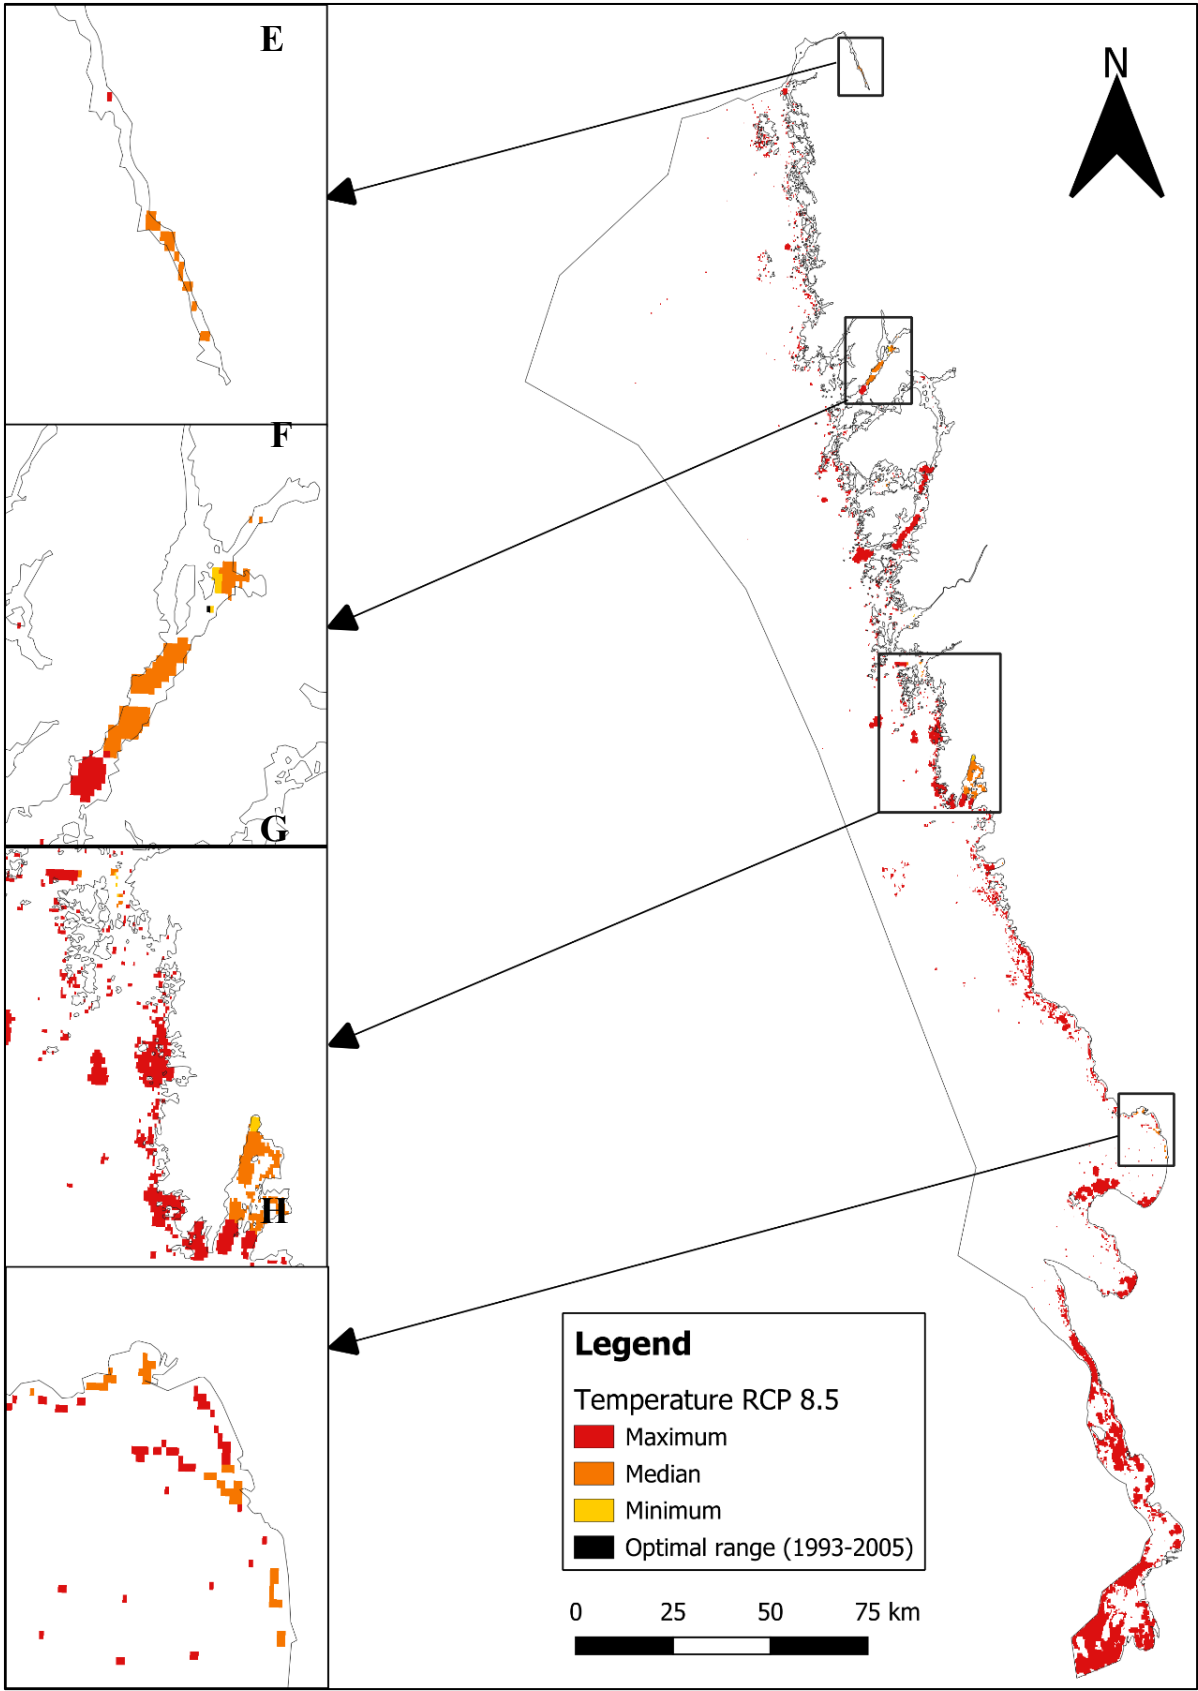 E
N
F
G
H
Legend
Temperature RCP 8.5
Maximum
Median
Minimum
Optimal range (1993-2005)
0 25 50 75 km